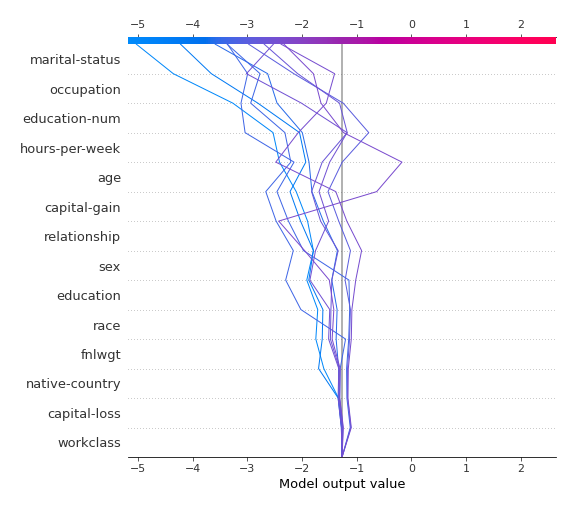 −5 −4 −3 −2 −1 0 1 2
marital-status
occupation
education-num
hours-per-week
age
capital-gain
relationship
sex
education
race
fnlwgt
native-country
capital-loss
workclass
−5 −4 −3 −2 −1 0 1 2
Model output value